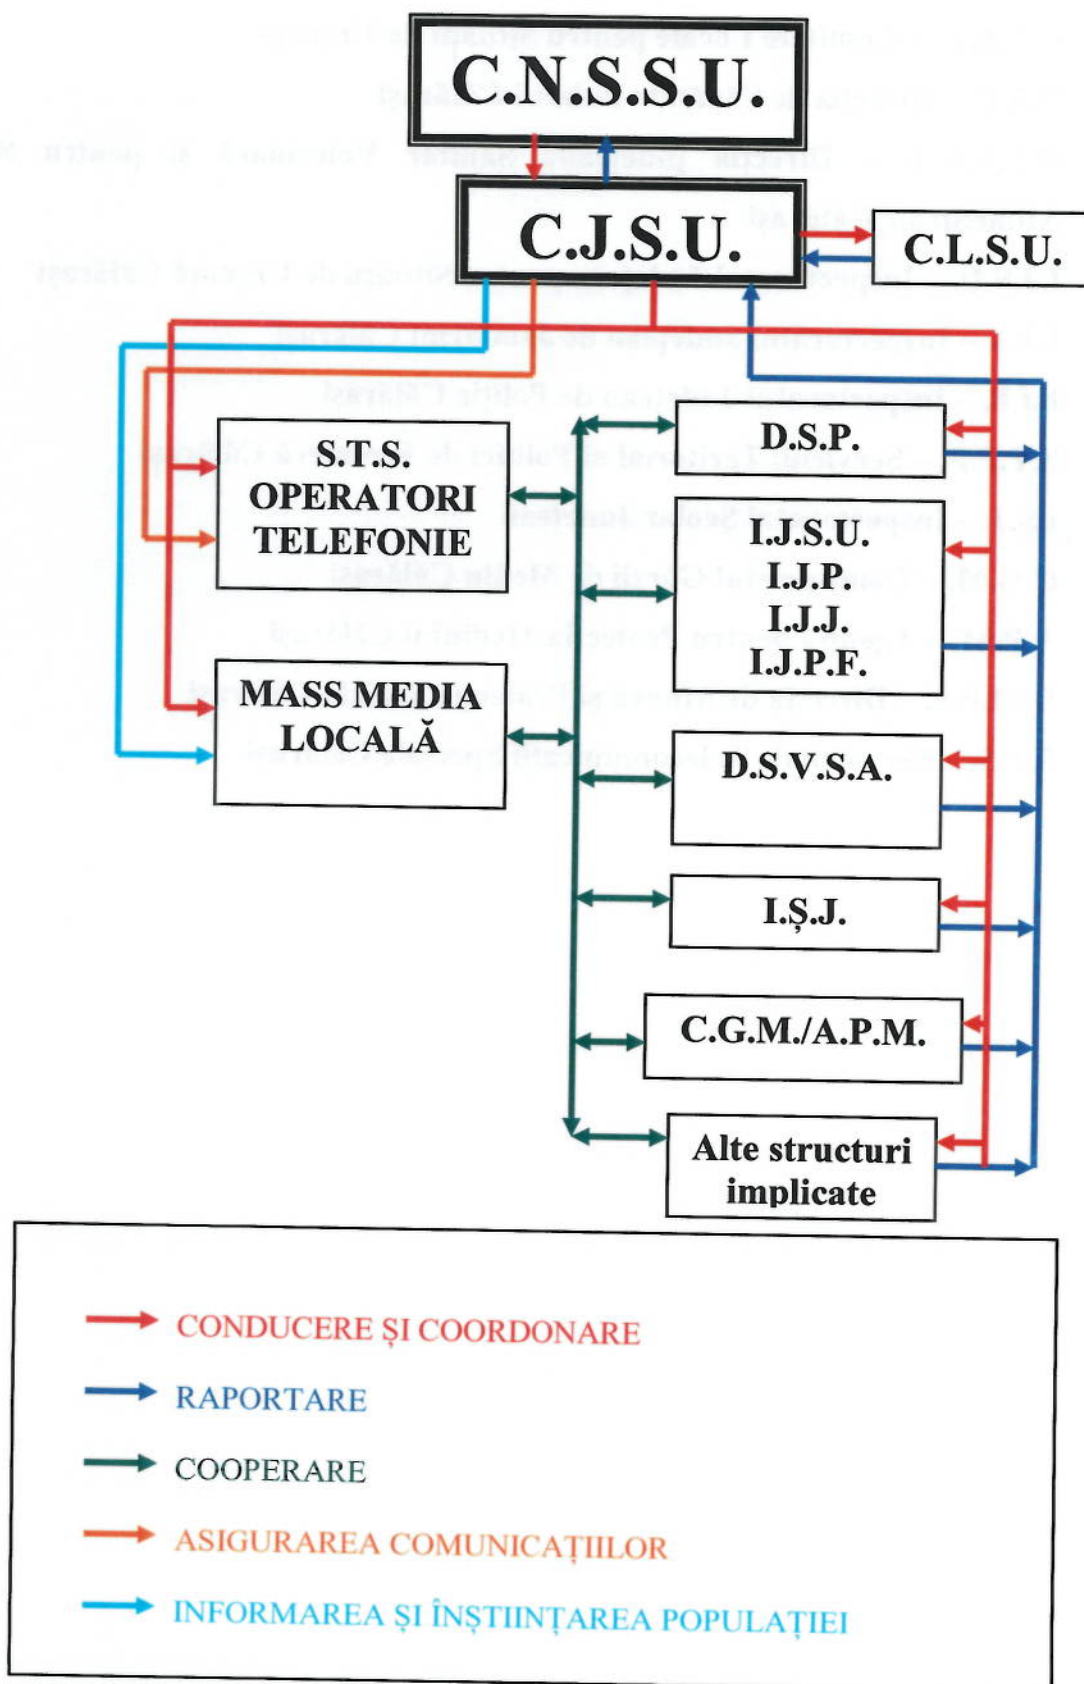 C.N.S.S.U.
C.J.S.U.
C.L.S.U.
S.T.S.
OPERATORI
TELEFONIE
MASS MEDIA
LOCALĂ
D.S.P.
I.J.S.U.
I.J.P.
I.J.J.
I.J.P.F.
D.S.V.S.A.
I.Ș.J.
C.G.M./A.P.M.
Alte structuri
implicate
CONDUCERE ȘI COORDONARE
RAPORTARE
COOPERARE
ASIGURAREA COMUNICAȚIILOR
INFORMAREA ȘI ÎNȘTIINȚAREA POPULAȚIEI